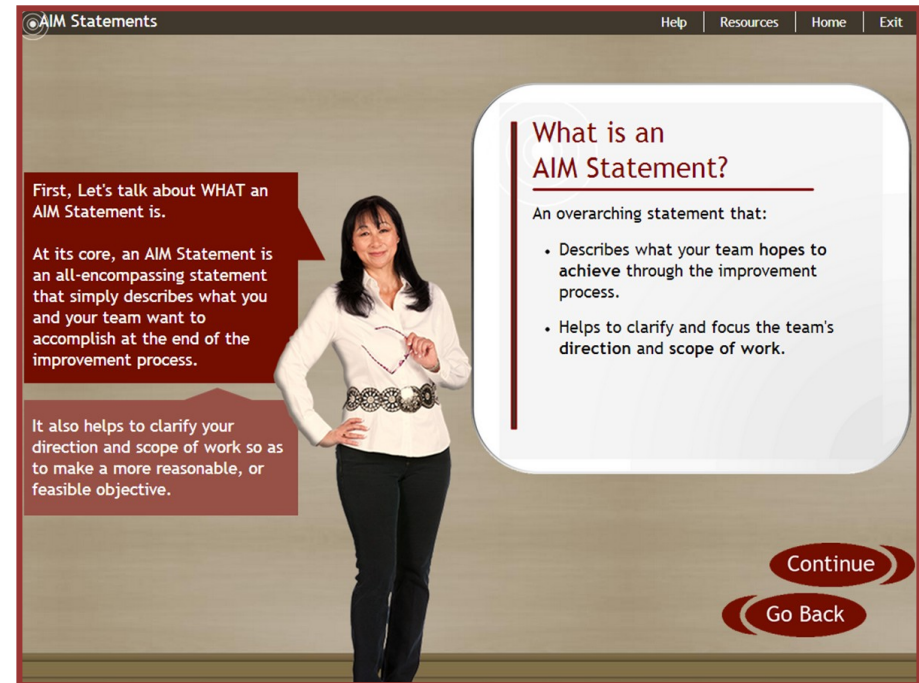 AIM Statements
Help
Resources
Home
Exit
First, Let's talk about WHAT an
AIM Statement is.
At its core, an AIM Statement is
an all-encompassing statement
that simply describes what you
and your team want to
accomplish at the end of the
improvement process.
It also helps to clarify your
direction and scope of work so as
to make a more reasonable, or
feasible objective.
What is an
AIM Statement?
An overarching statement that:
• Describes what your team hopes to
achieve through the improvement
process.
• Helps to clarify and focus the team's
direction and scope of work.
Continue
Go Back